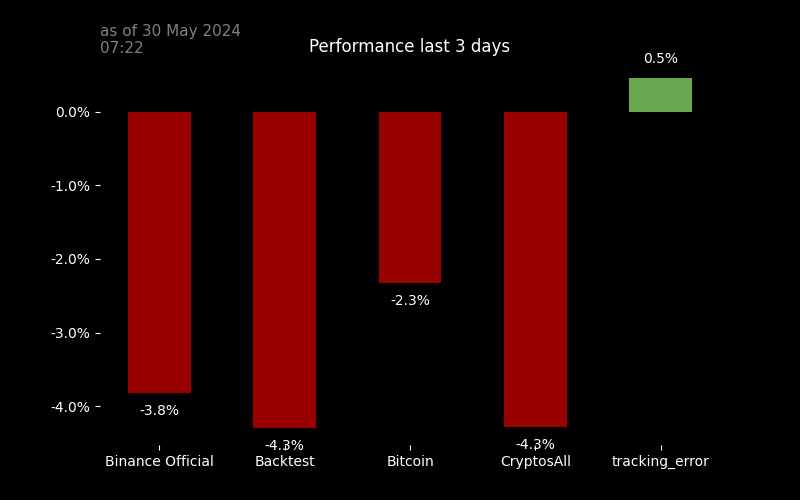 as of 30 May 2024
07:22
Performance last 3 days
0.5%
0.0%
-1.0%
-2.0%
-3.0%
-4.0%
-2.3%
-3.8%
-4.3%
-4.3%
Binance Official
Backtest
Bitcoin
CryptosAll
tracking_error